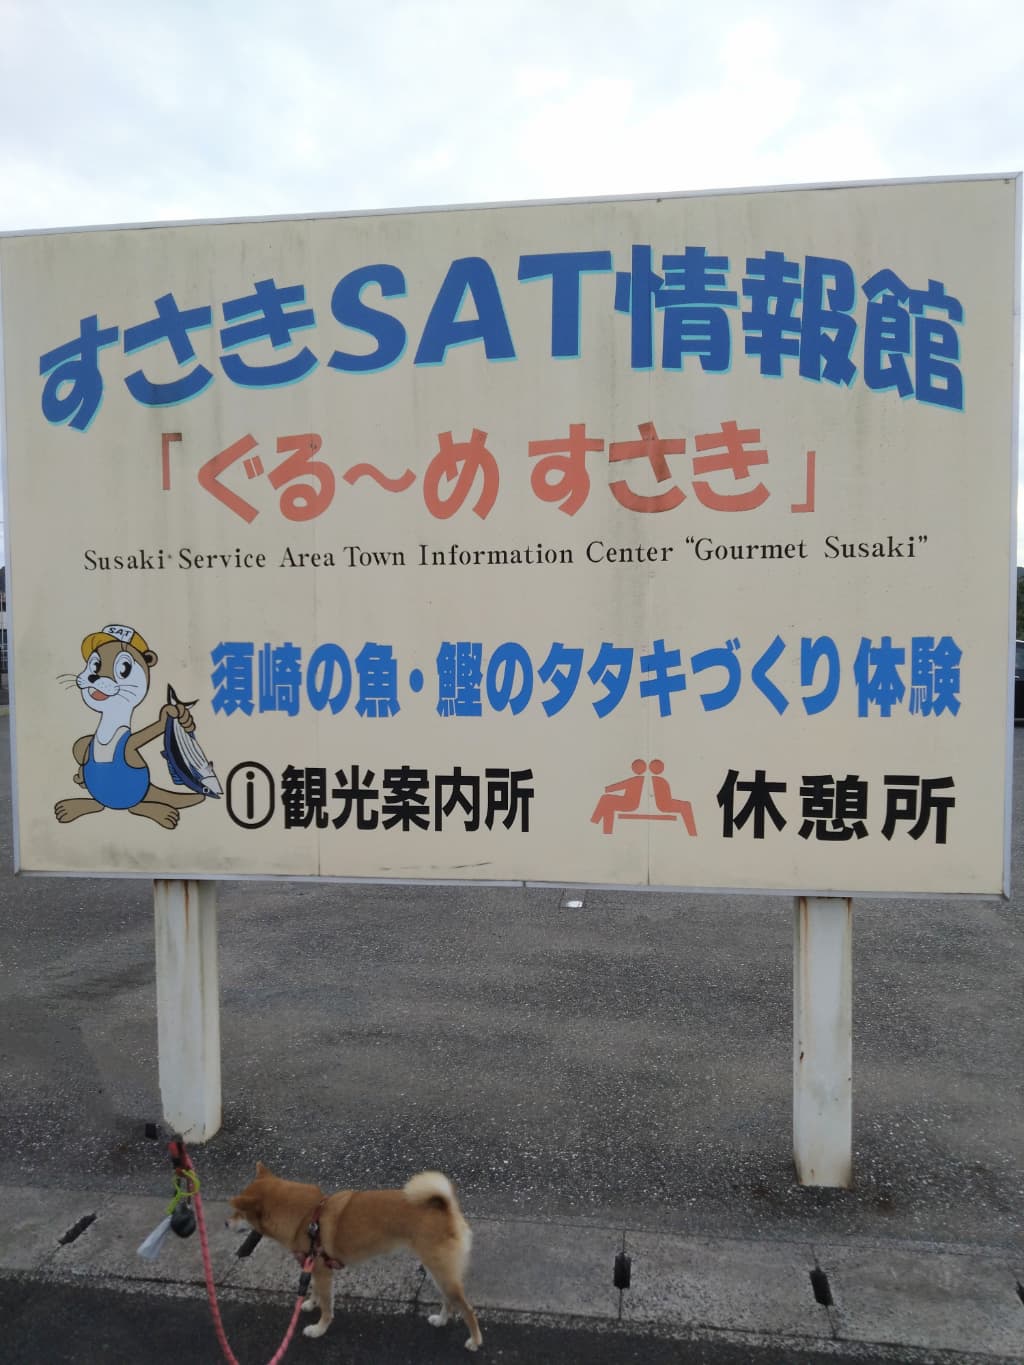 すさきSAT情報館
「ぐる〜め すさき」
Susaki Service Area Town Information Center “Gourmet Susaki”
SAT
須崎の魚・鰹のタタキづくり体験
i観光案内所 休憩所